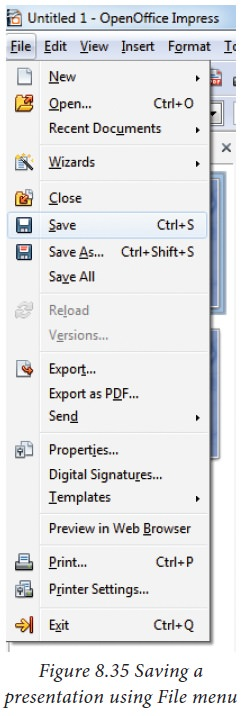 Untitled 1 - OpenOffice Impress
File Edit View Insert Format
New
Open... Ctrl+O
Recent Documents
Wizards
Close
Save Ctrl+S
Save As... Ctrl+Shift+S
Save All
Reload
Versions...
Export...
Export as PDF...
Send
Properties...
Digital Signatures...
Templates
Preview in Web Browser
Print... Ctrl+P
Printer Settings...
Exit Ctrl+Q
Figure 8.35 Saving a
presentation using File menu